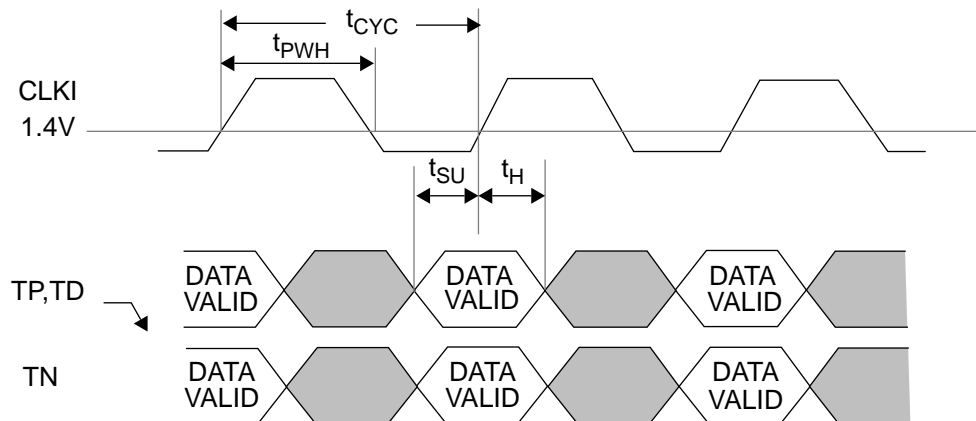 tCYC
tPWH
CLKI
1.4V
tSU
tH
TP,TD
DATA
VALID
DATA
VALID
DATA
VALID
TN
DATA
VALID
DATA
VALID
DATA
VALID